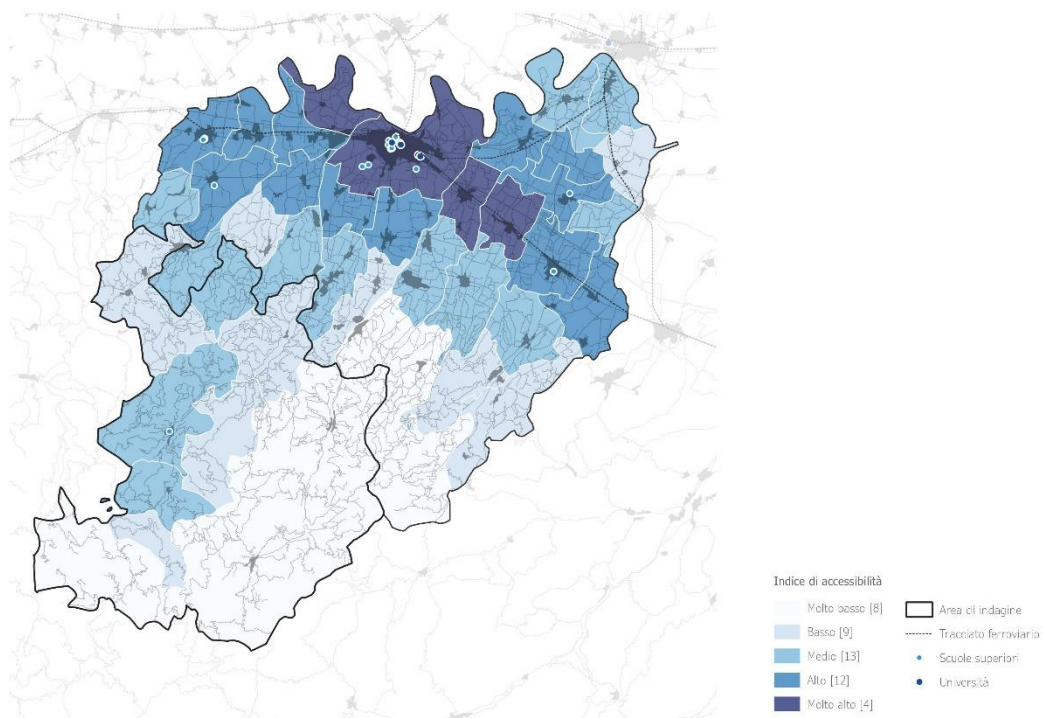 Indice di accessibilità
Molto basso [8]
Basso [9]
Medio [13]
Alto [12]
Molto alto [4]
Area di indagine
Tracciato ferroviario
Scuole superiori
Università